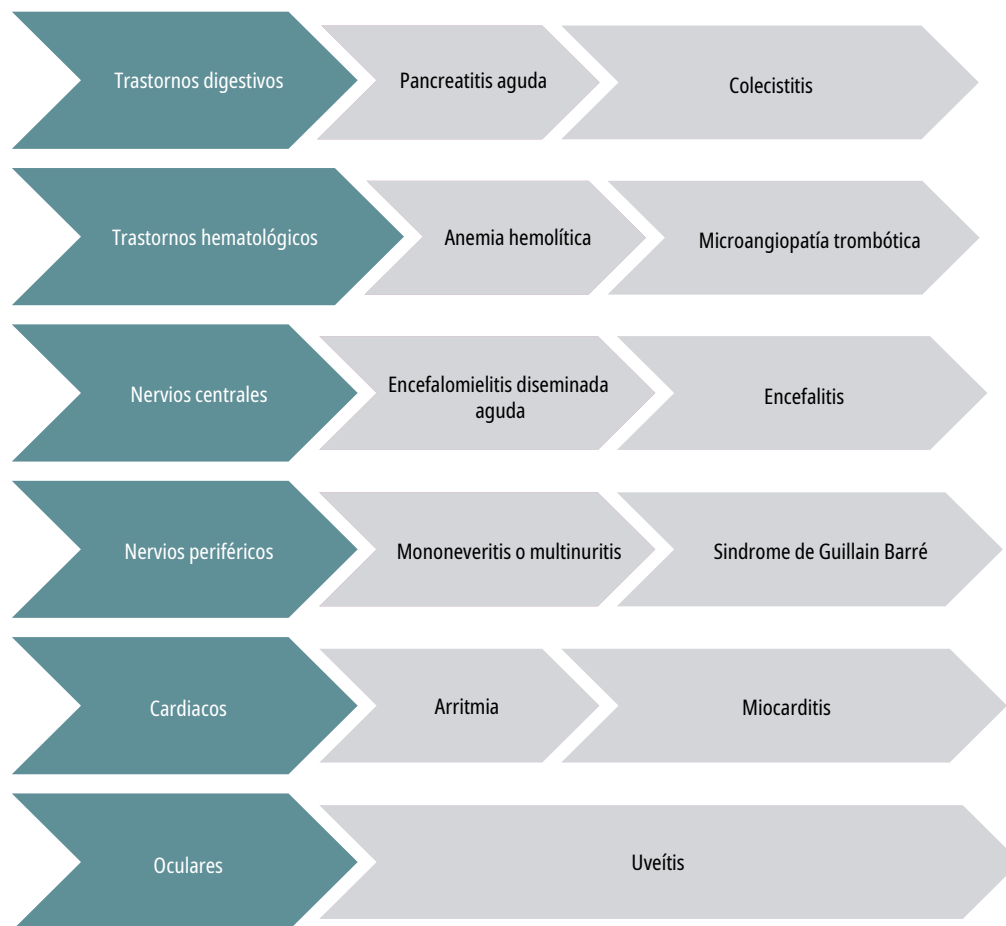 Trastornos digestivos
Pancreatitis aguda
Colecistitis
Trastornos hematológicos
Anemia hemolítica
Microangiopatía trombótica
Nervios centrales
Encefalomielitis diseminada
aguda
Encefalitis
Nervios periféricos
Mononeveritis o multinuritis
Sindrome de Guillain Barré
Cardiacos
Arritmia
Miocarditis
Oculares
Uveítis